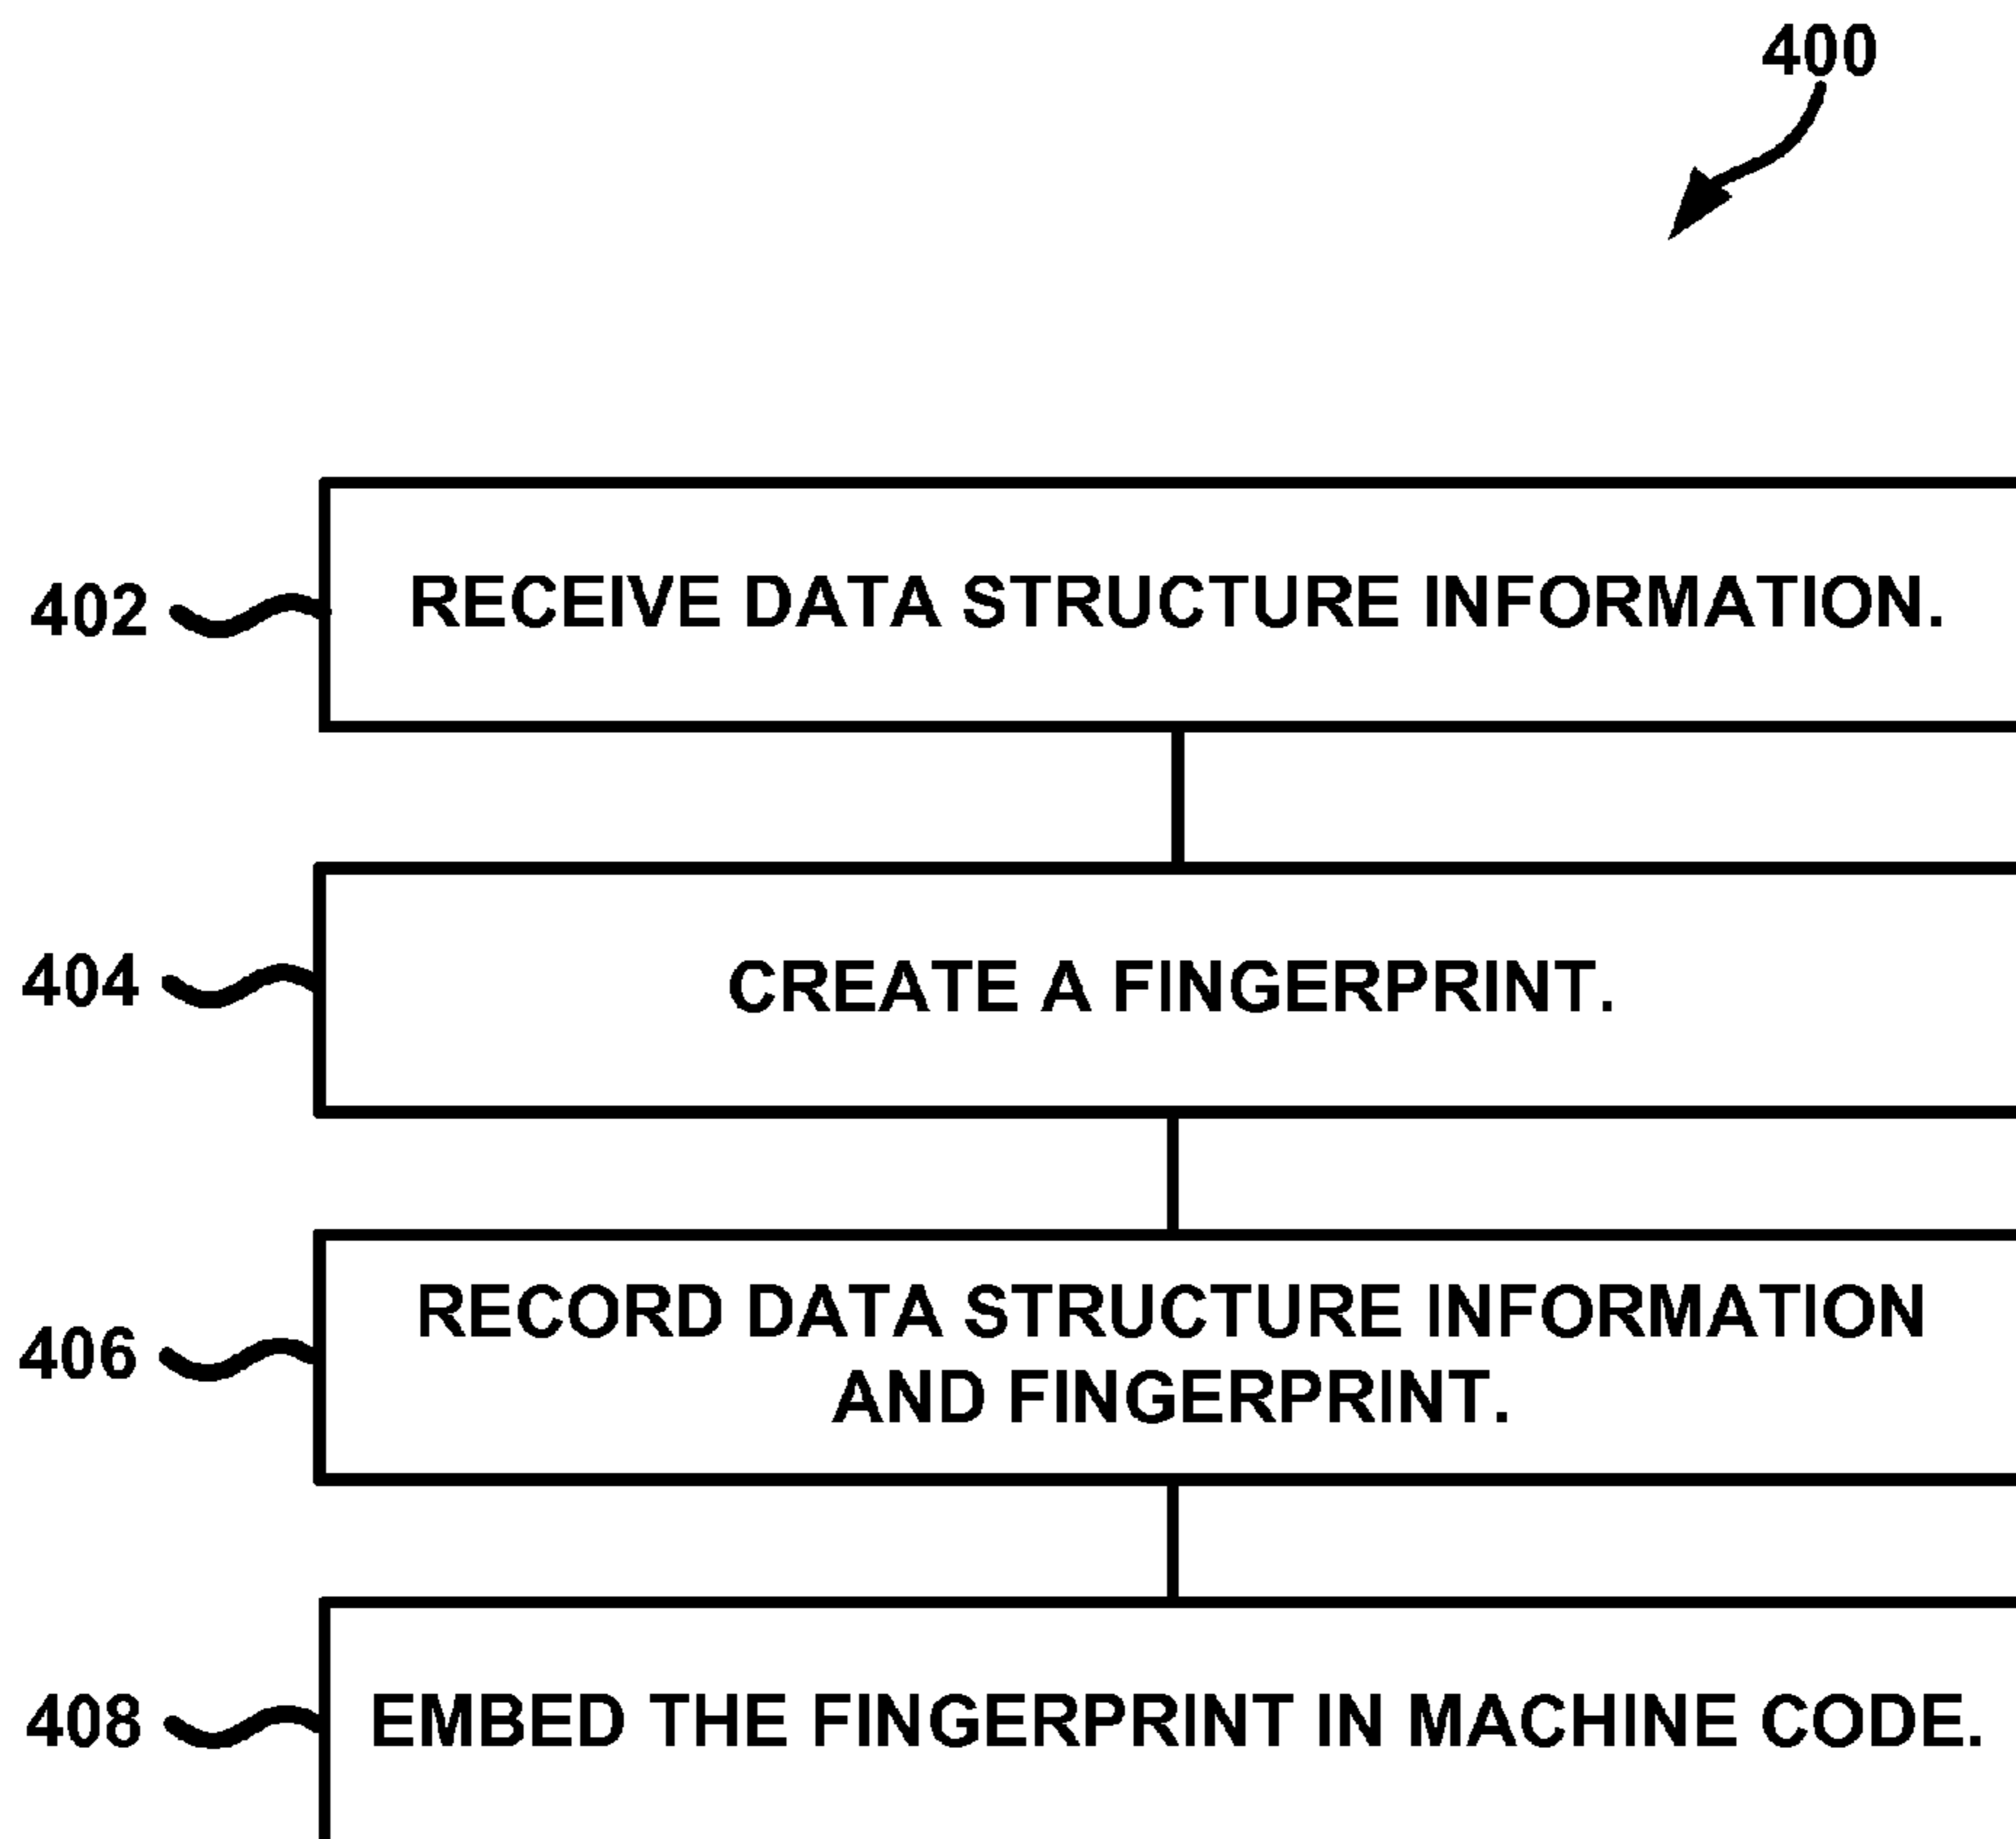 400
402
RECEIVE DATA STRUCTURE INFORMATION.
404
CREATE A FINGERPRINT.
406
RECORD DATA STRUCTURE INFORMATION
AND FINGERPRINT.
408
EMBED THE FINGERPRINT IN MACHINE CODE.